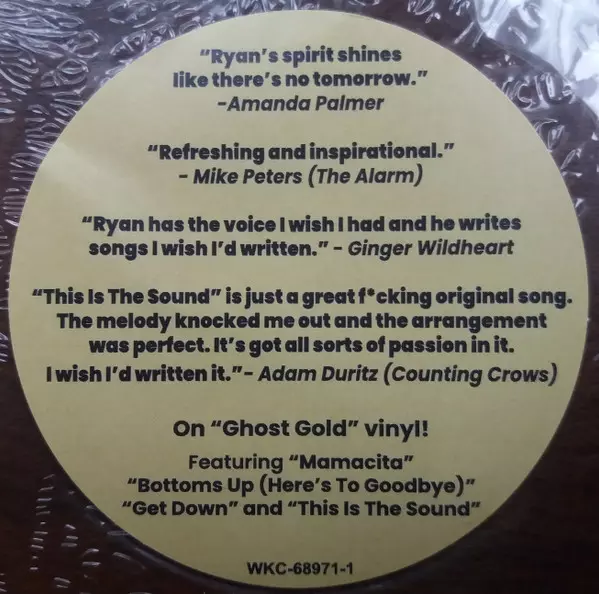 “Ryan’s spirit shines
like there’s no tomorrow.”
-Amanda Palmer
“Refreshing and inspirational.”
- Mike Peters (The Alarm)
“Ryan has the voice I wish I had and he writes
songs I wish I’d written.” - Ginger Wildheart
“This Is The Sound” is just a great f*cking original song.
The melody knocked me out and the arrangement
was perfect. It’s got all sorts of passion in it.
I wish I’d written it.”- Adam Duritz (Counting Crows)
On “Ghost Gold” vinyl!
Featuring “Mamacita”
“Bottoms Up (Here’s To Goodbye)”
“Get Down” and “This Is The Sound”
WKC-68971-1